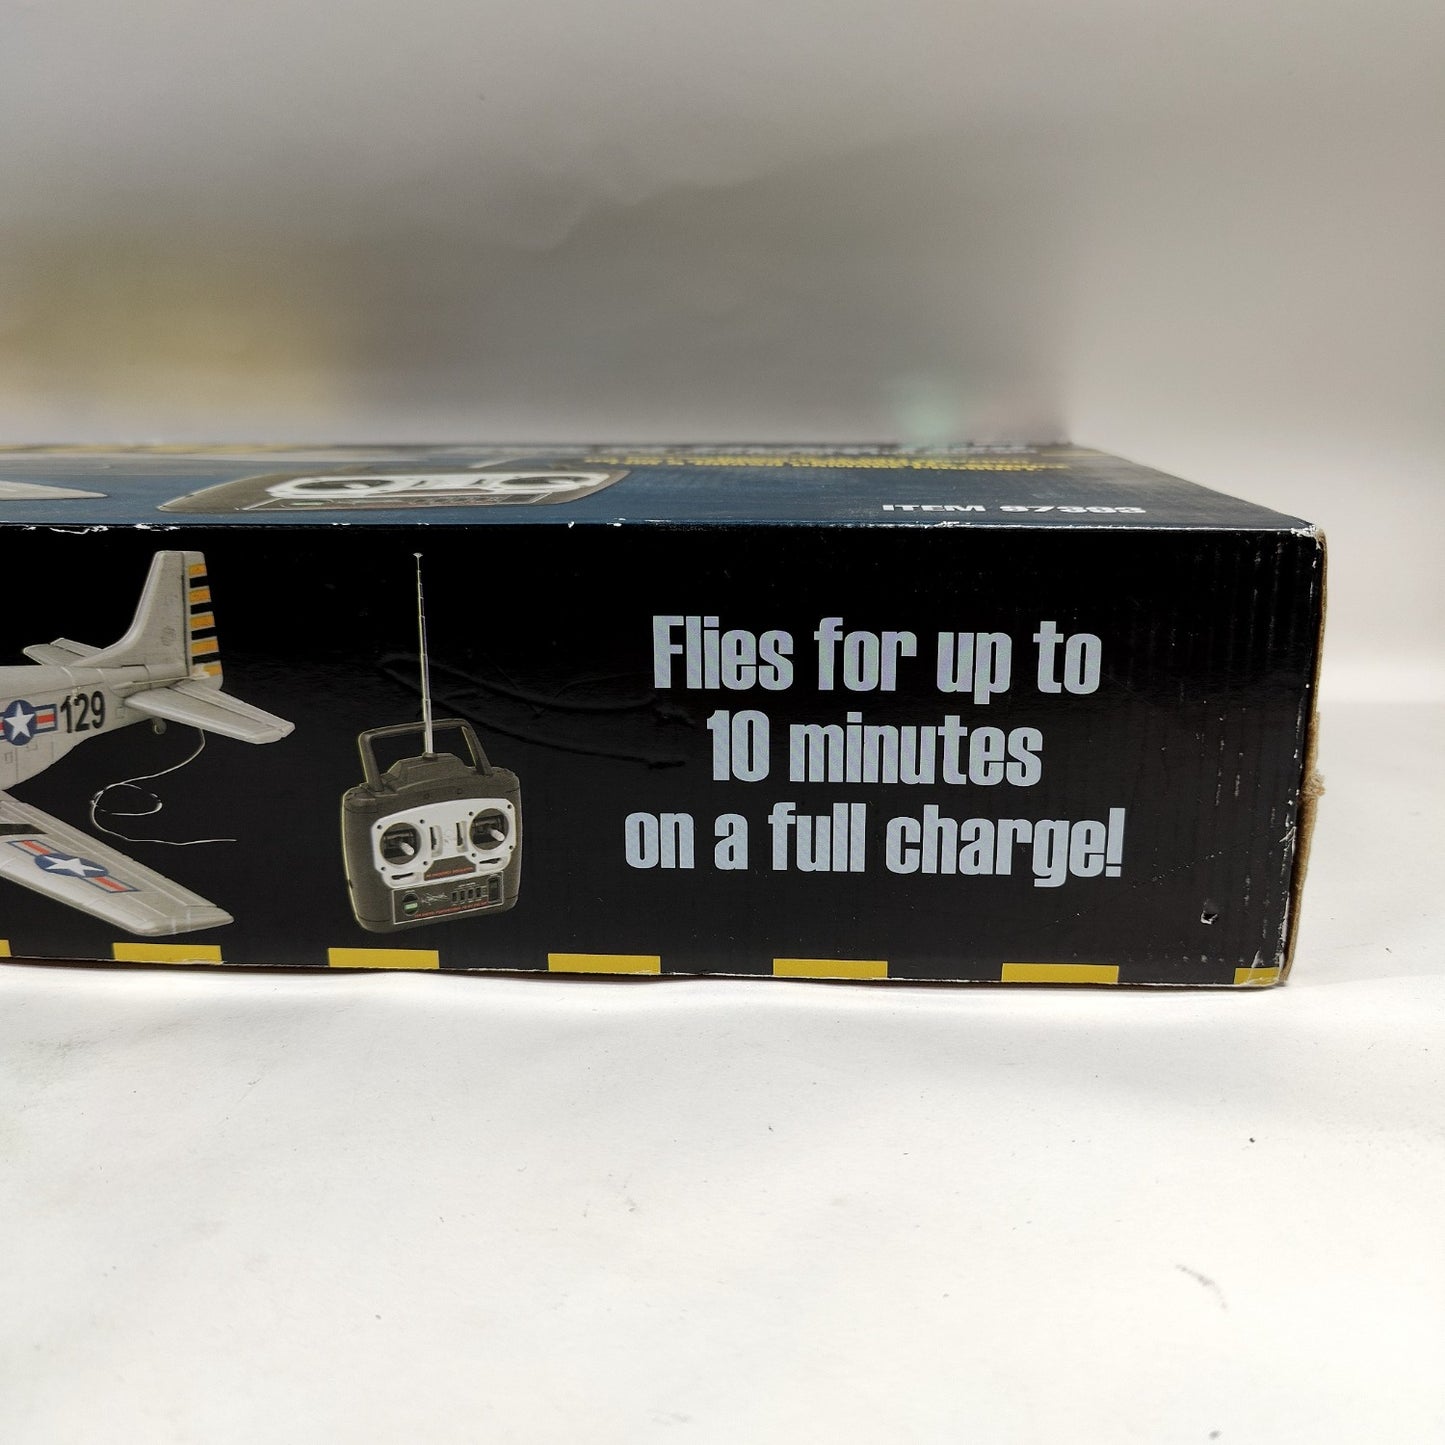 ITEM 97393
129
Flies for up to
10 minutes
on a full charge!